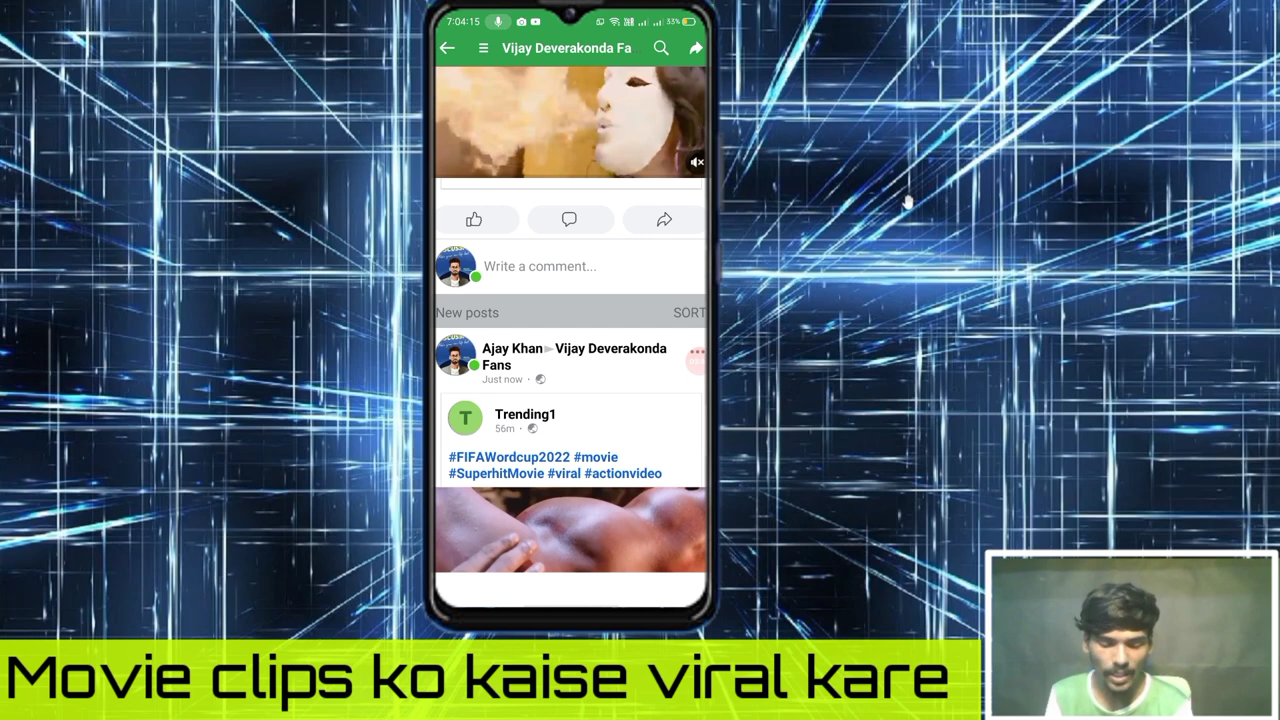 7:04:15
33%
Vijay Deverakonda Fa
Write a comment...
New posts
SORT
Ajay Khan Vijay Deverakonda
Fans
Just now ·
T
Trending1
56m ·
#FIFAWordcup2022 #movie
#SuperhitMovie #viral #actionvideo
Movie clips ko kaise viral kare